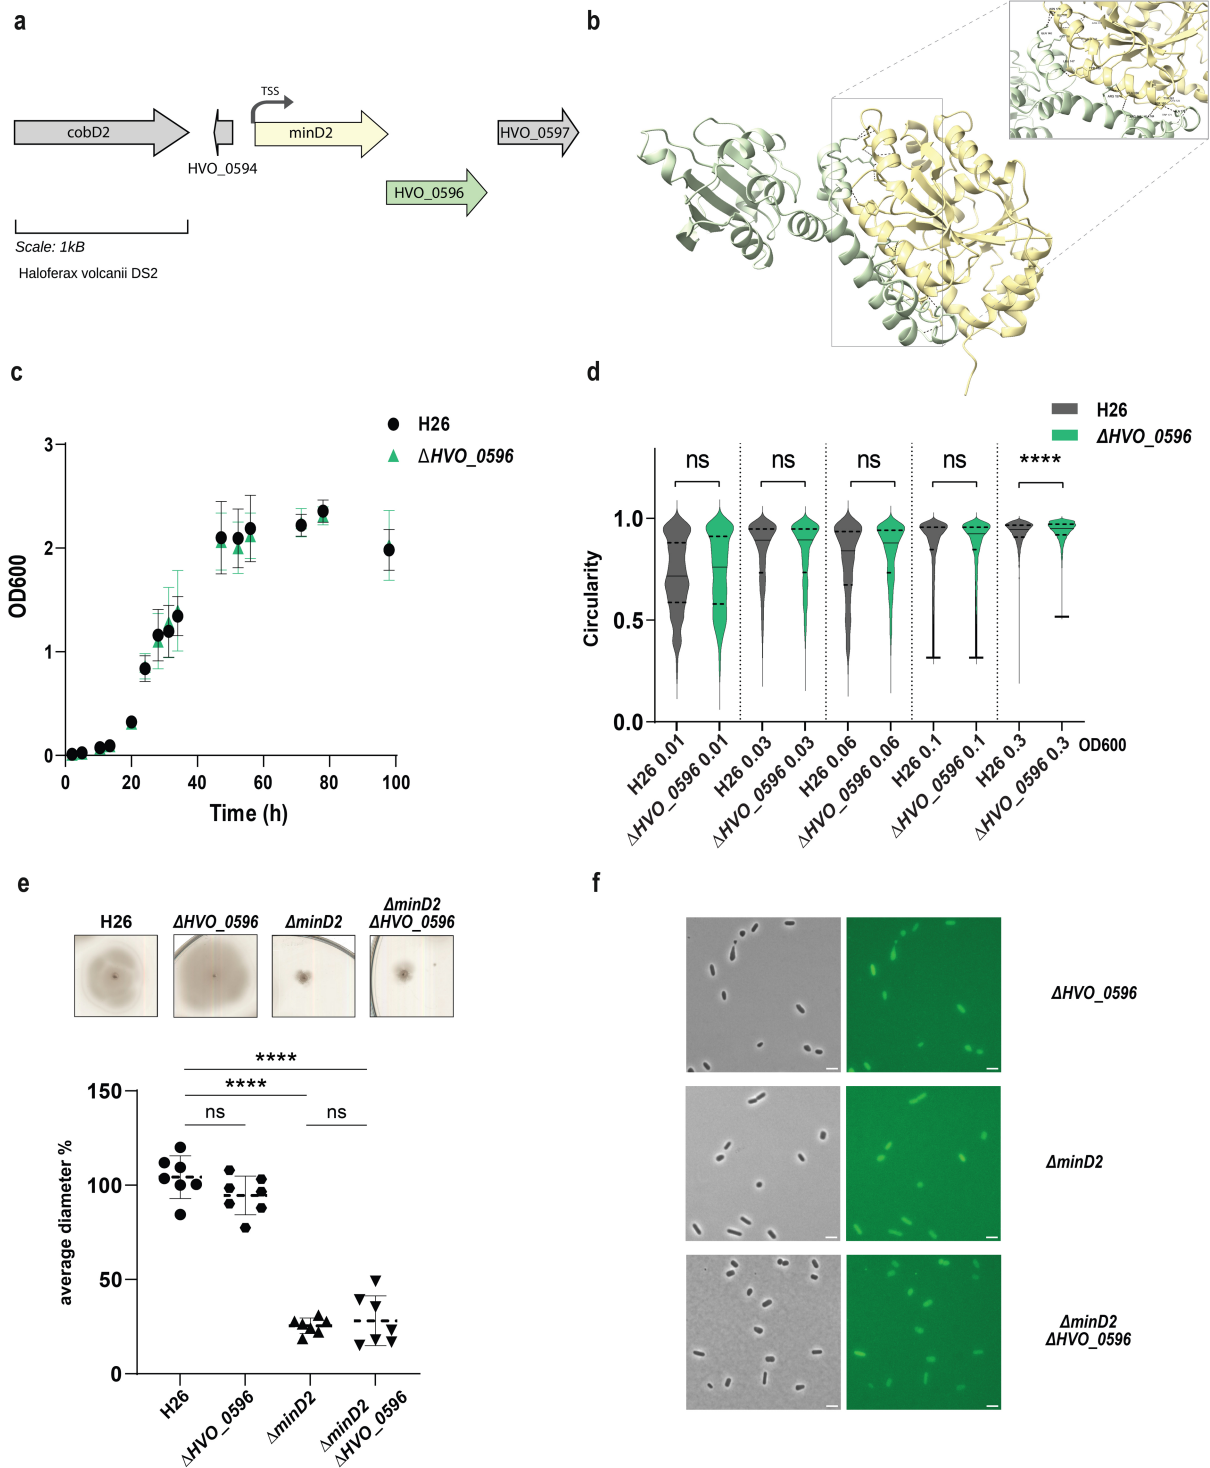 a
TSS
cobD2
minD2
HVO_0597
HVO_0594
HVO_0596
Scale: 1kB
Haloferax volcanii DS2
b
c
H26
ΔHVO_0596
3
2
1
0
OD600
0
20
40
60
80
100
Time (h)
d
H26
ΔHVO_0596
ns
ns
ns
ns
****
1.0
0.5
0.0
Circularity
H26 0.01
ΔHVO_0596 0.01
H26 0.03
ΔHVO_0596 0.03
H26 0.06
ΔHVO_0596 0.06
H26 0.1
ΔHVO_0596 0.1
H26 0.3
ΔHVO_0596 0.3
OD600
e
H26
ΔHVO_0596
ΔminD2
ΔminD2
ΔHVO_0596
****
****
ns
ns
150
100
50
0
average diameter %
H26
ΔHVO_0596
ΔminD2
ΔminD2
ΔHVO_0596
f
ΔHVO_0596
ΔminD2
ΔminD2
ΔHVO_0596